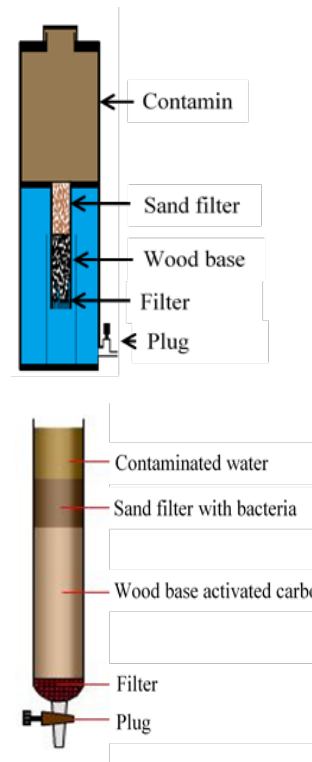 Contamin
Sand filter
Wood base
Filter
Plug
Contaminated water
Sand filter with bacteria
Wood base activated carbo
Filter
Plug